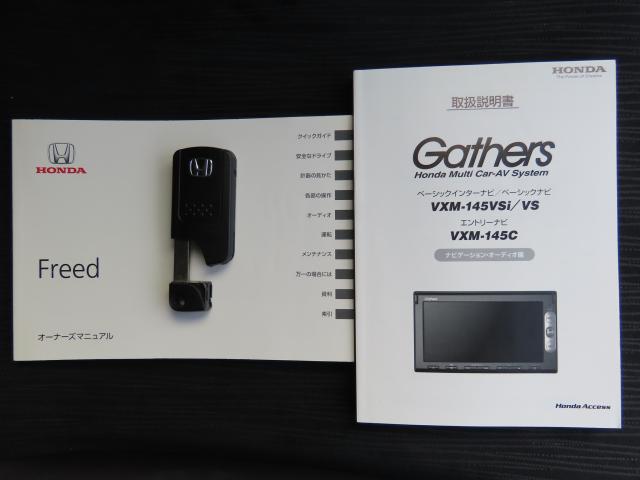 HONDA
Freed
オーナーズマニュアル
クイックガイド
安全なドライブ
計器の見かた
各部の操作
オーディオ
運転
メンテナンス
万一の場合には
資料
索引
HONDA
The Power of Dreams
取扱説明書
Gathers
Honda Multi Car-AV System
ベーシックインターナビ/ベーシックナビ
VXM-145VSi/VS
エントリーナビ
VXM-145C
ナビゲーション・オーディオ編
Honda Access